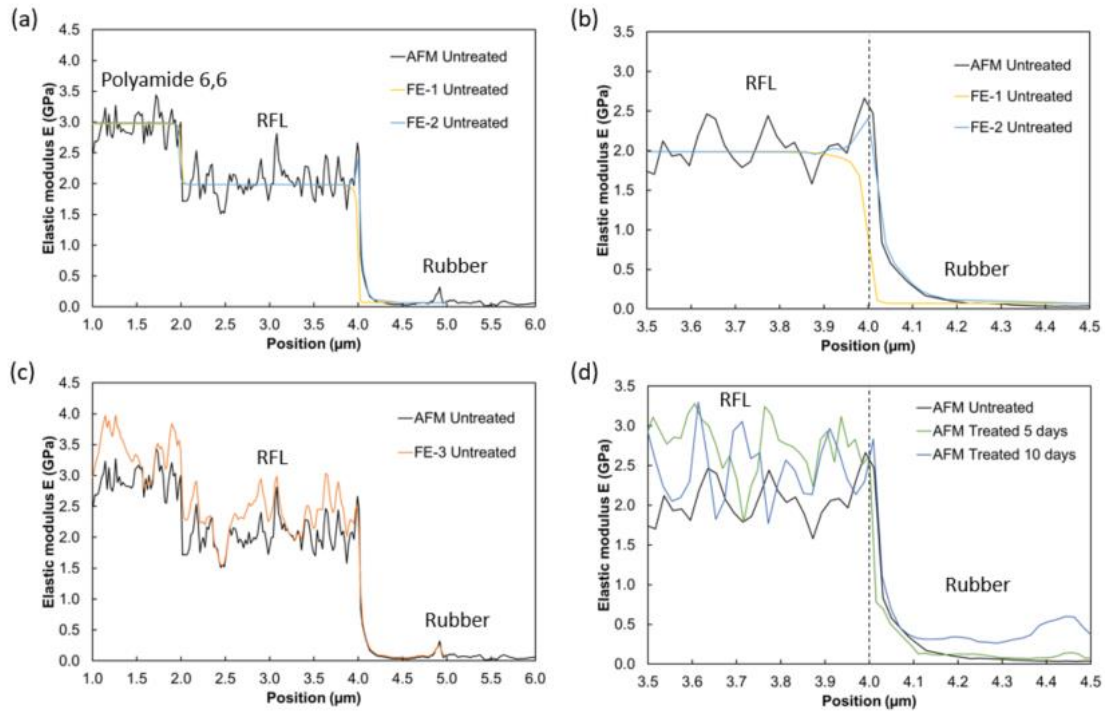 (a)
Elastic modulus E (GPa)
4.5
4.0
3.5
3.0
2.5
2.0
1.5
1.0
0.5
0.0
Polyamide 6,6
RFL
Rubber
AFM Untreated
FE-1 Untreated
FE-2 Untreated
1.0 2.0 3.0 4.0 5.0 6.0
Position (µm)
(b)
Elastic modulus E (GPa)
3.5
3.0
2.5
2.0
1.5
1.0
0.5
0.0
RFL
Rubber
AFM Untreated
FE-1 Untreated
FE-2 Untreated
3.5 3.6 3.7 3.8 3.9 4.0 4.1 4.2 4.3 4.4 4.5
Position (µm)
(c)
Elastic modulus E (GPa)
4.5
4.0
3.5
3.0
2.5
2.0
1.5
1.0
0.5
0.0
RFL
Rubber
AFM Untreated
FE-3 Untreated
1.0 1.5 2.0 2.5 3.0 3.5 4.0 4.5 5.0 5.5 6.0
Position (µm)
(d)
Elastic modulus E (GPa)
3.5
3.0
2.5
2.0
1.5
1.0
0.5
0.0
RFL
Rubber
AFM Untreated
AFM Treated 5 days
AFM Treated 10 days
3.5 3.6 3.7 3.8 3.9 4.0 4.1 4.2 4.3 4.4 4.5
Position (µm)